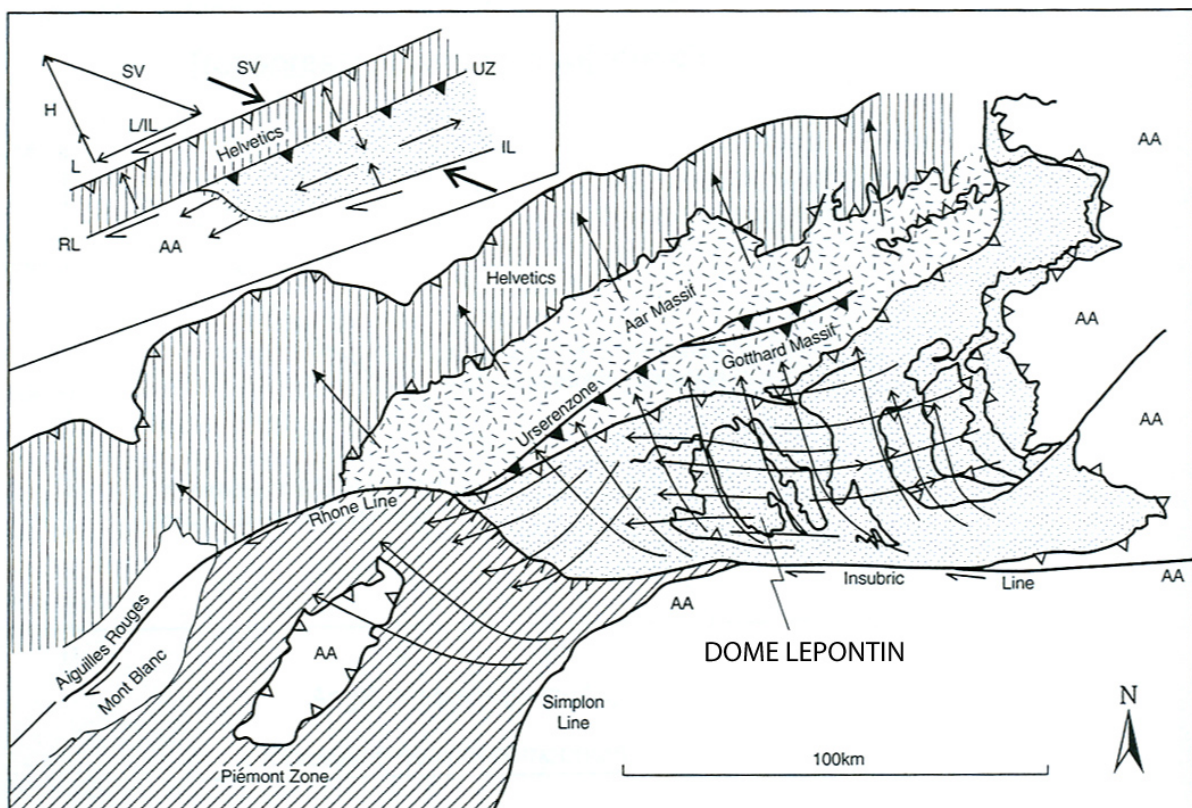 SV
SV
UZ
H
L/IL
Helvetics
L
IL
RL
AA
AA
Helvetics
Aar Massif
AA
Gotthard Massif
Urserenzone
AA
Rhone Line
Insubric
Line
AA
AA
Aiguilles Rouges
Mont Blanc
AA
DOME LEPONTIN
Simplon
Line
N
100km
Piémont Zone